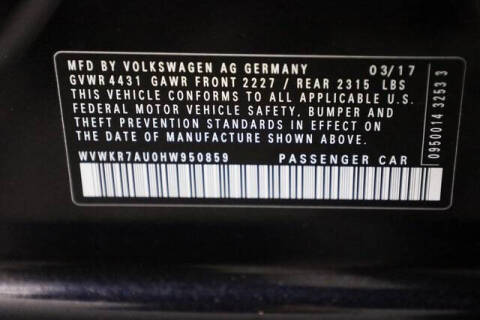 MFD BY VOLKSWAGEN AG GERMANY 03/17
GVWR 4431 GAWR FRONT 2227 / REAR 2315 LBS
THIS VEHICLE CONFORMS TO ALL APPLICABLE U.S.
FEDERAL MOTOR VEHICLE SAFETY, BUMPER AND
THEFT PREVENTION STANDARDS IN EFFECT ON THE
DATE OF MANUFACTURE SHOWN ABOVE.
WVWKR7AU0HW950859 PASSENGER CAR
0950014 3253 3